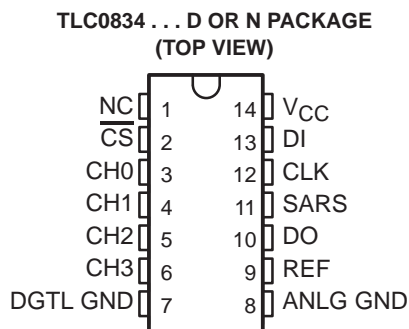 TLC0834 . . . D OR N PACKAGE
(TOP VIEW)
NC 1 14 VCC
CS 2 13 DI
CH0 3 12 CLK
CH1 4 11 SARS
CH2 5 10 DO
CH3 6 9 REF
DGTL GND 7 8 ANLG GND